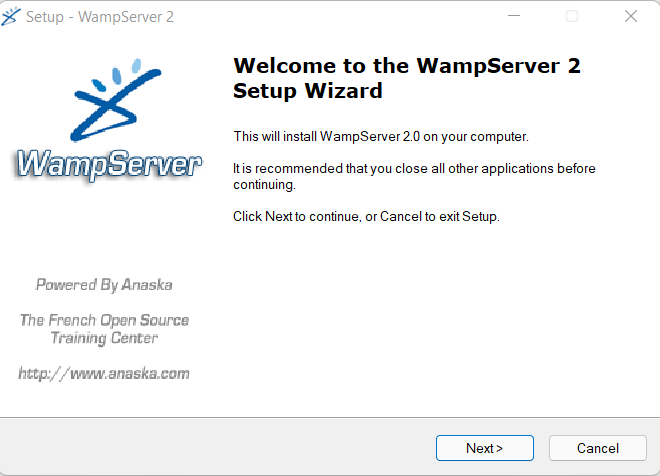 Setup - WampServer 2
Welcome to the WampServer 2
Setup Wizard
This will install WampServer 2.0 on your computer.
It is recommended that you close all other applications before
continuing.
Click Next to continue, or Cancel to exit Setup.
WampServer
Powered By Anaska
The French Open Source
Training Center
http://www.anaska.com
Next >
Cancel